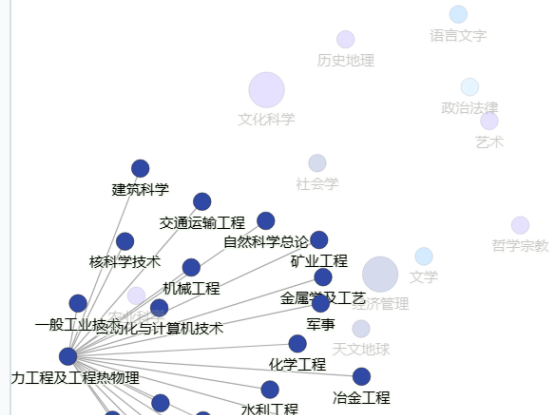 语言文字
历史地理
政治法律
文化科学
艺术
社会学
建筑科学
交通运输工程
自然科学总论
哲学宗教
核科学技术
矿业工程
文学
机械工程
金属学及工艺
经济管理
农业科学
一般工业技术
自动化与计算机技术
军事
天文地球
化学工程
力工程及工程热物理
冶金工程
水利工程